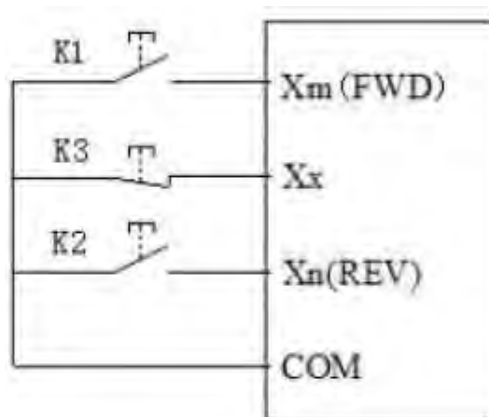 K1
Xm(FWD)
K3
Xx
K2
Xn(REV)
COM